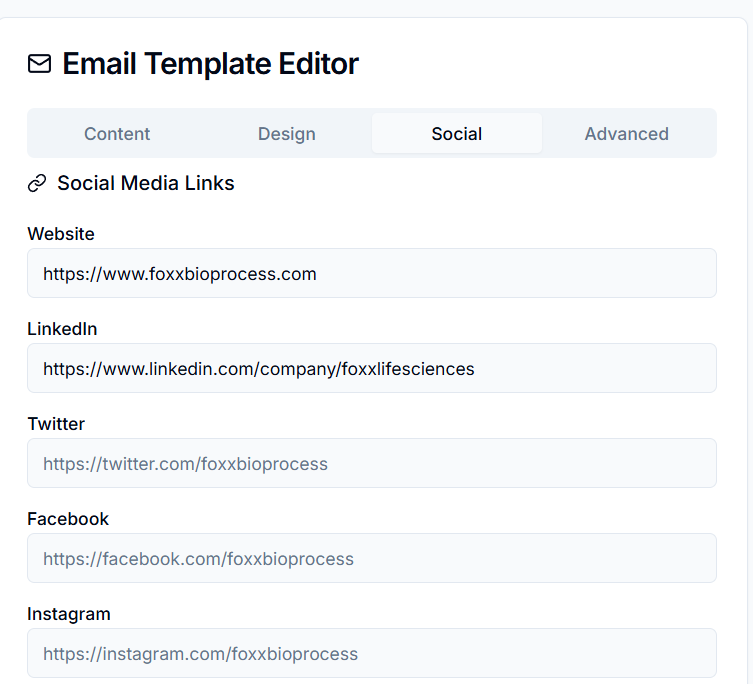 Email Template Editor
Content Design Social Advanced
Social Media Links
Website
https://www.foxxbioprocess.com
LinkedIn
https://www.linkedin.com/company/foxxlifesciences
Twitter
https://twitter.com/foxxbioprocess
Facebook
https://facebook.com/foxxbioprocess
Instagram
https://instagram.com/foxxbioprocess